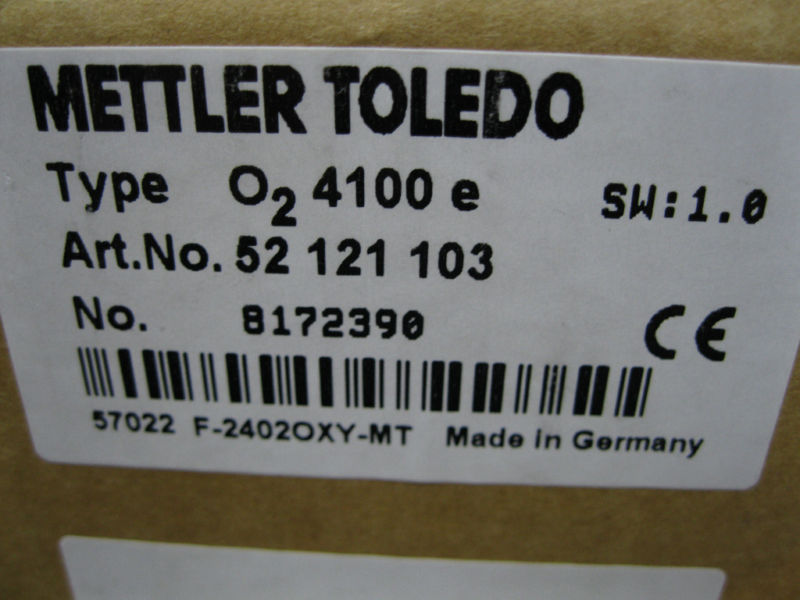 METTLER TOLEDO
Type O₂ 4100 e SW:1.0
Art.No. 52 121 103
No. 8172390 CE
57022 F-2402OXY-MT Made in Germany